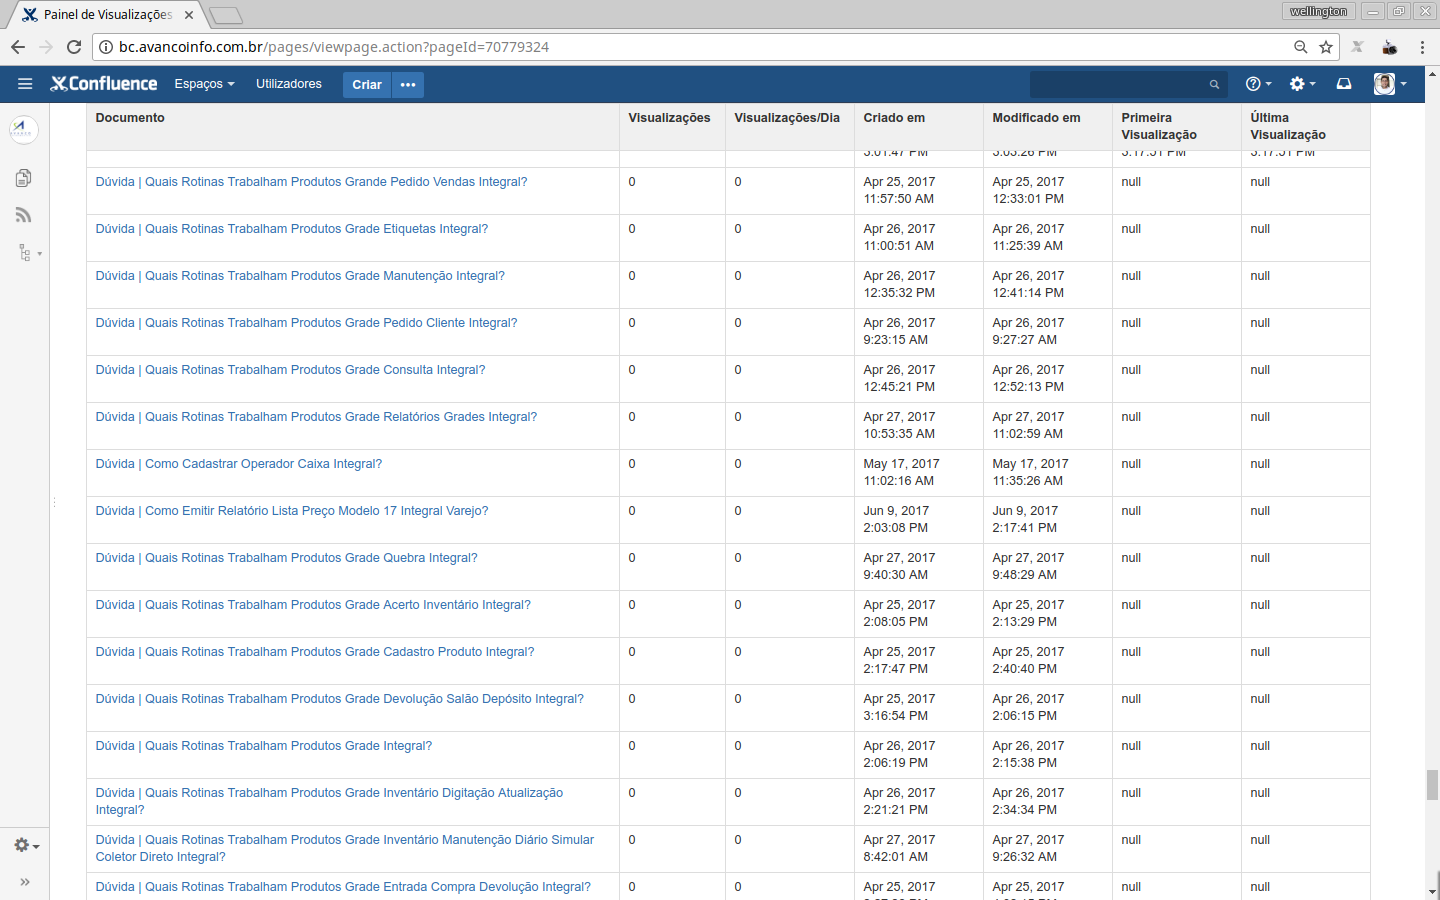 Painel de Visualizações
wellington
bc.avancoinfo.com.br/pages/viewpage.action?pageId=70779324
Confluence Espaços Utilizadores Criar
Documento Visualizações Visualizações/Dia Criado em Modificado em Primeira Visualização Última Visualização
3:01:47 PM 3:03:26 PM 3:17:51 PM 3:17:51 PM
Dúvida | Quais Rotinas Trabalham Produtos Grande Pedido Vendas Integral? 0 0 Apr 25, 2017 Apr 25, 2017 null null
11:57:50 AM 12:33:01 PM
Dúvida | Quais Rotinas Trabalham Produtos Grade Etiquetas Integral? 0 0 Apr 26, 2017 Apr 26, 2017 null null
11:00:51 AM 11:25:39 AM
Dúvida | Quais Rotinas Trabalham Produtos Grade Manutenção Integral? 0 0 Apr 26, 2017 Apr 26, 2017 null null
12:35:32 PM 12:41:14 PM
Dúvida | Quais Rotinas Trabalham Produtos Grade Pedido Cliente Integral? 0 0 Apr 26, 2017 Apr 26, 2017 null null
9:23:15 AM 9:27:27 AM
Dúvida | Quais Rotinas Trabalham Produtos Grade Consulta Integral? 0 0 Apr 26, 2017 Apr 26, 2017 null null
12:45:21 PM 12:52:13 PM
Dúvida | Quais Rotinas Trabalham Produtos Grade Relatórios Grades Integral? 0 0 Apr 27, 2017 Apr 27, 2017 null null
10:53:35 AM 11:02:59 AM
Dúvida | Como Cadastrar Operador Caixa Integral? 0 0 May 17, 2017 May 17, 2017 null null
11:02:16 AM 11:35:26 AM
Dúvida | Como Emitir Relatório Lista Preço Modelo 17 Integral Varejo? 0 0 Jun 9, 2017 Jun 9, 2017 null null
2:03:08 PM 2:17:41 PM
Dúvida | Quais Rotinas Trabalham Produtos Grade Quebra Integral? 0 0 Apr 27, 2017 Apr 27, 2017 null null
9:40:30 AM 9:48:29 AM
Dúvida | Quais Rotinas Trabalham Produtos Grade Acerto Inventário Integral? 0 0 Apr 25, 2017 Apr 25, 2017 null null
2:08:05 PM 2:13:29 PM
Dúvida | Quais Rotinas Trabalham Produtos Grade Cadastro Produto Integral? 0 0 Apr 25, 2017 Apr 25, 2017 null null
2:17:47 PM 2:40:40 PM
Dúvida | Quais Rotinas Trabalham Produtos Grade Devolução Salão Depósito Integral? 0 0 Apr 25, 2017 Apr 26, 2017 null null
3:16:54 PM 2:06:15 PM
Dúvida | Quais Rotinas Trabalham Produtos Grade Integral? 0 0 Apr 26, 2017 Apr 26, 2017 null null
2:06:19 PM 2:15:38 PM
Dúvida | Quais Rotinas Trabalham Produtos Grade Inventário Digitação Atualização 0 0 Apr 26, 2017 Apr 26, 2017 null null
Integral? 2:21:21 PM 2:34:34 PM
Dúvida | Quais Rotinas Trabalham Produtos Grade Inventário Manutenção Diário Simular 0 0 Apr 27, 2017 Apr 27, 2017 null null
Coletor Direto Integral? 8:42:01 AM 9:26:32 AM
Dúvida | Quais Rotinas Trabalham Produtos Grade Entrada Compra Devolução Integral? 0 0 Apr 25, 2017 Apr 25, 2017 null null